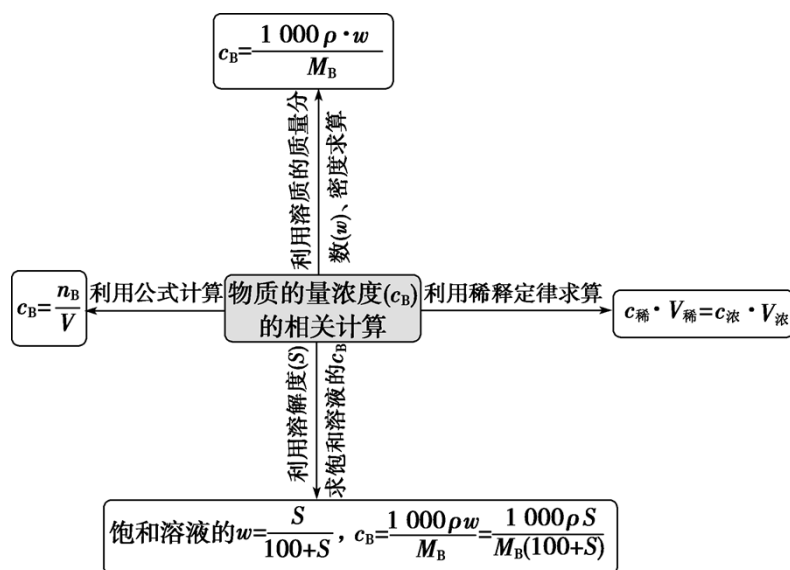 c_B=1 000ρ·w/M_B
利用溶质的质量分
数(w)、密度求算
c_B=n_B/V
利用公式计算
物质的量浓度(c_B)
的相关计算
利用稀释定律求算
c稀·V稀=c浓·V浓
利用溶解度(S)
求饱和溶液的c_B
饱和溶液的w=S/(100+S)，c_B=1 000ρw/M_B=1 000ρS/M_B(100+S)